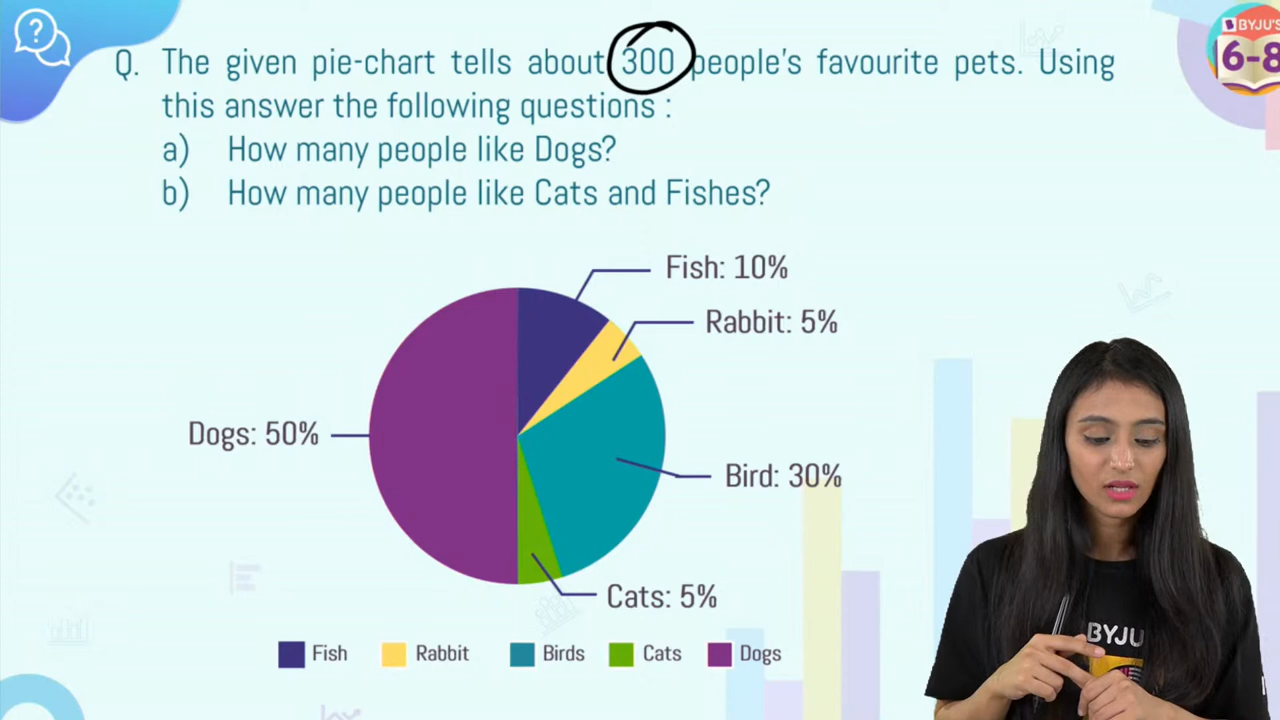 BYJU'S
6-8
Q. The given pie-chart tells about 300 people's favourite pets. Using
this answer the following questions :
a) How many people like Dogs?
b) How many people like Cats and Fishes?
Fish: 10%
Rabbit: 5%
Dogs: 50%
Bird: 30%
Cats: 5%
BYJU
Fish Rabbit Birds Cats Dogs